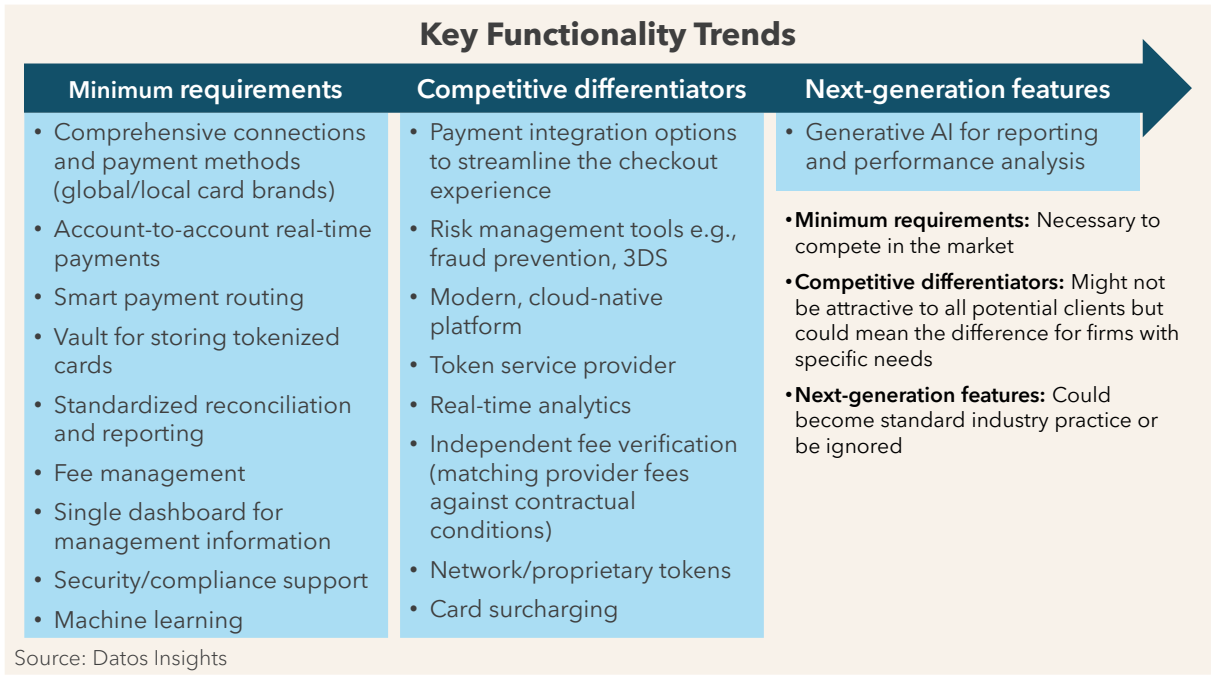 Key Functionality Trends
Minimum requirements
• Comprehensive connections
and payment methods
(global/local card brands)
• Account-to-account real-time
payments
• Smart payment routing
• Vault for storing tokenized
cards
• Standardized reconciliation
and reporting
• Fee management
• Single dashboard for
management information
• Security/compliance support
• Machine learning
Competitive differentiators
• Payment integration options
to streamline the checkout
experience
• Risk management tools e.g.,
fraud prevention, 3DS
• Modern, cloud-native
platform
• Token service provider
• Real-time analytics
• Independent fee verification
(matching provider fees
against contractual
conditions)
• Network/proprietary tokens
• Card surcharging
Next-generation features
• Generative AI for reporting
and performance analysis
•Minimum requirements: Necessary to
compete in the market
•Competitive differentiators: Might not
be attractive to all potential clients but
could mean the difference for firms with
specific needs
•Next-generation features: Could
become standard industry practice or
be ignored
Source: Datos Insights